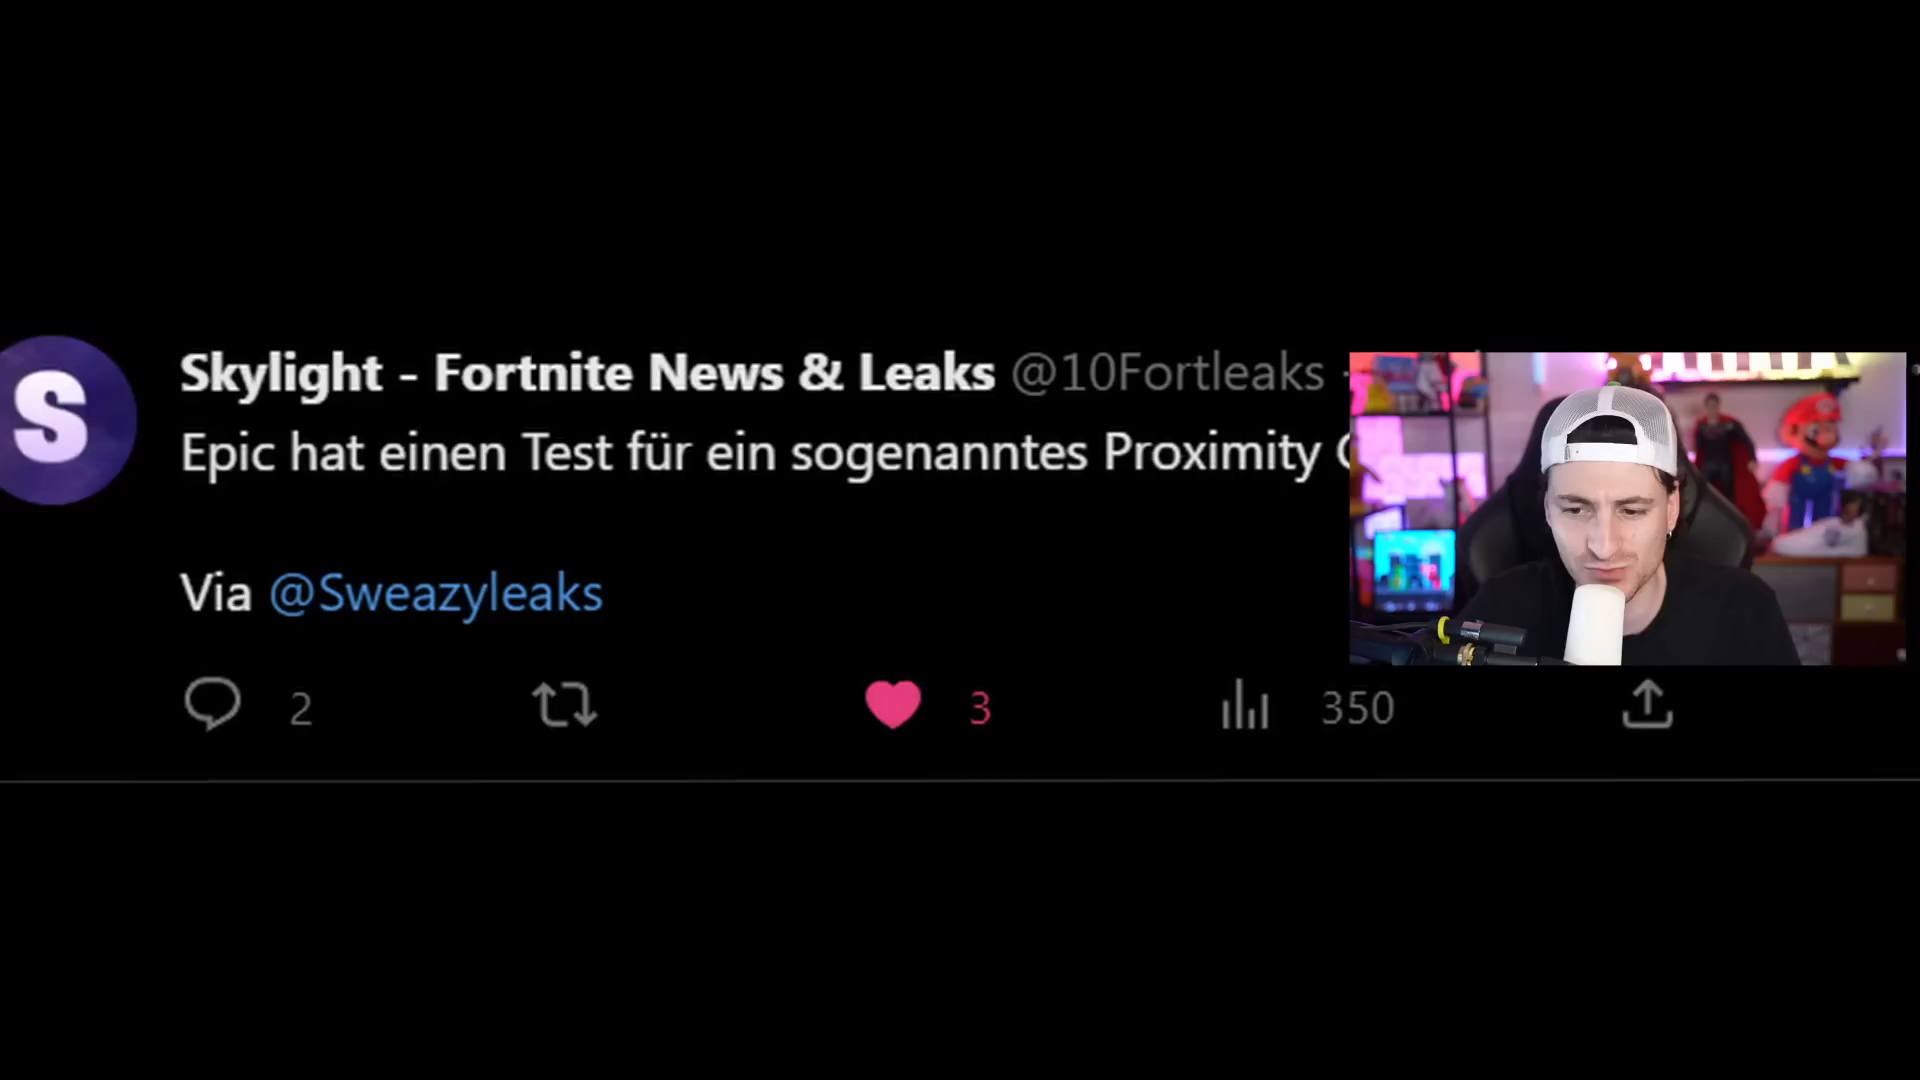 S
Skylight - Fortnite News & Leaks @10Fortleaks ·
Epic hat einen Test für ein sogenanntes Proximity
Via @Sweazyleaks
2 3 350